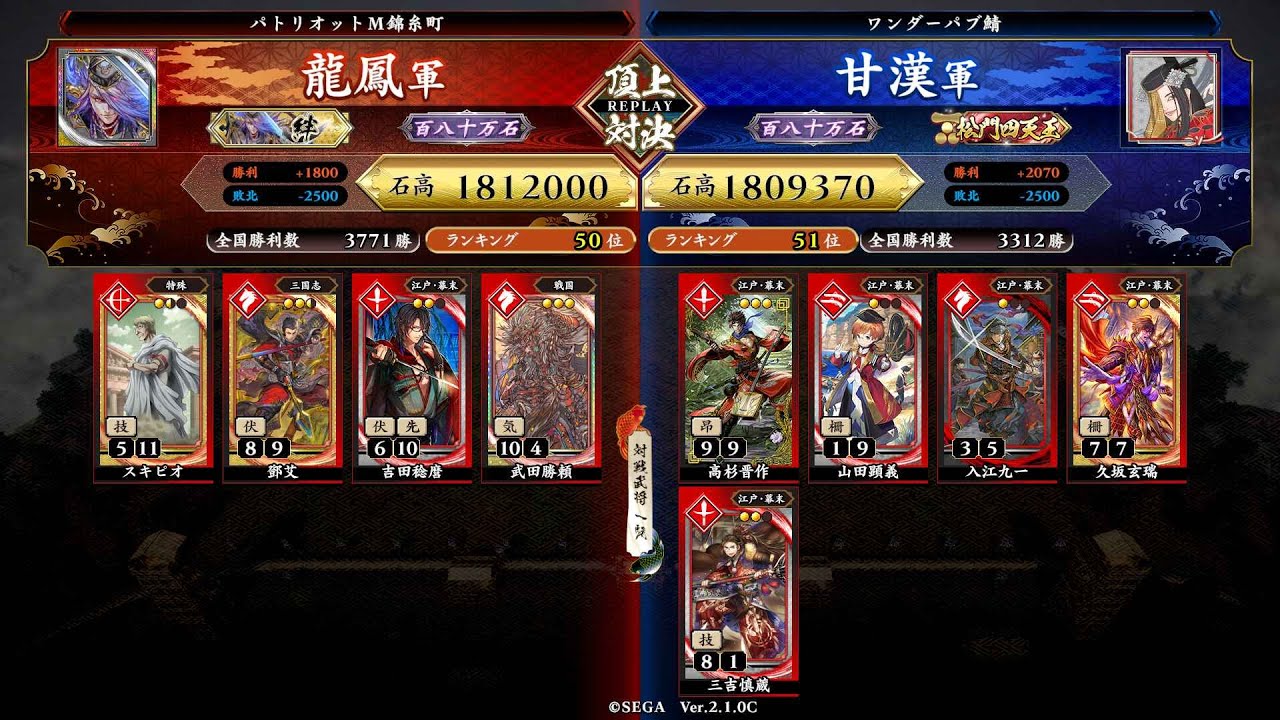 パトリオットM錦糸町
ワンダーパブ鯖
龍鳳軍
頂上
REPLAY
対決
甘漢軍
絆
百八十万石
百八十万石
松門四天王
勝利 +1800
敗北 -2500
石高 1812000
石高 1809370
勝利 +2070
敗北 -2500
全国勝利数 3771勝
ランキング 50位
ランキング 51位
全国勝利数 3312勝
特殊
三国志
江戸・幕末
戦国
江戸・幕末
江戸・幕末
江戸・幕末
江戸・幕末
技
伏
伏 先
気
昂
柵
柵
5 11
8 9
6 10
10 4
9 9
1 9
3 5
7 7
スキピオ
鄧艾
吉田稔麿
武田勝頼
高杉晋作
山田顕義
入江九一
久坂玄瑞
対戦武将一覧
江戸・幕末
技
8 1
三吉慎蔵
©SEGA Ver.2.1.0C